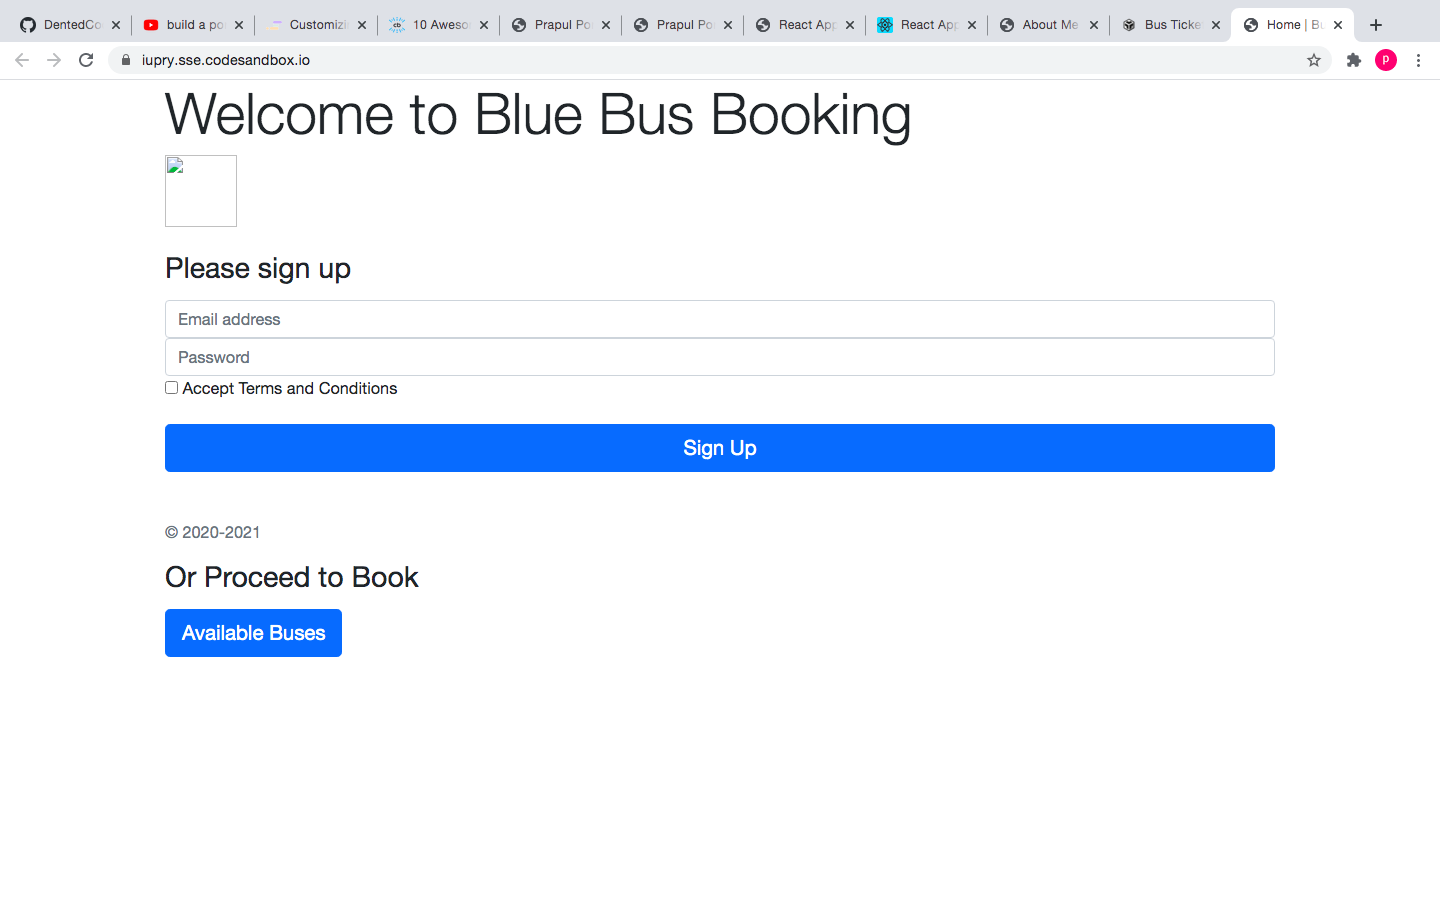 DentedCo
build a po
Customizi
10 Aweso
Prapul Po
Prapul Po
React App
React App
About Me
Bus Ticke
Home | Bu
iupry.sse.codesandbox.io
P
Welcome to Blue Bus Booking
Please sign up
Email address
Password
Accept Terms and Conditions
Sign Up
© 2020-2021
Or Proceed to Book
Available Buses